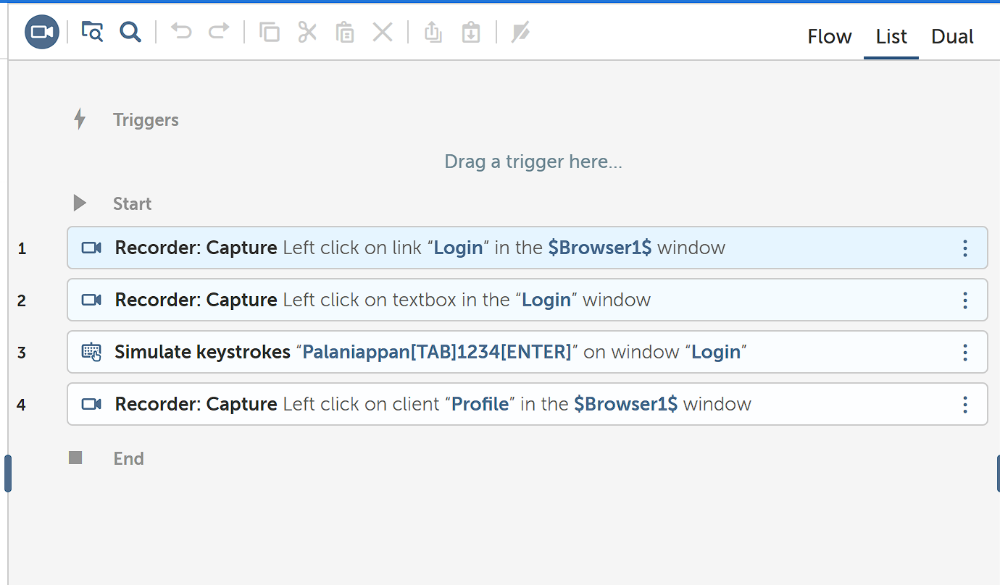 Flow List Dual
Triggers
Drag a trigger here...
Start
1 Recorder: Capture Left click on link “Login” in the $Browser1$ window
2 Recorder: Capture Left click on textbox in the “Login” window
3 Simulate keystrokes “Palaniappan[TAB]1234[ENTER]” on window “Login”
4 Recorder: Capture Left click on client “Profile” in the $Browser1$ window
End